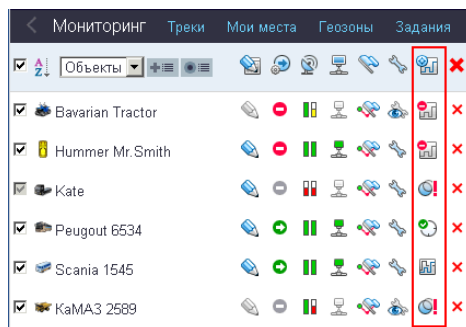 Мониторинг Треки Мои места Геозоны Задания
Объекты
Bavarian Tractor
Hummer Mr.Smith
Kate
Peugout 6534
Scania 1545
КаМАЗ 2589